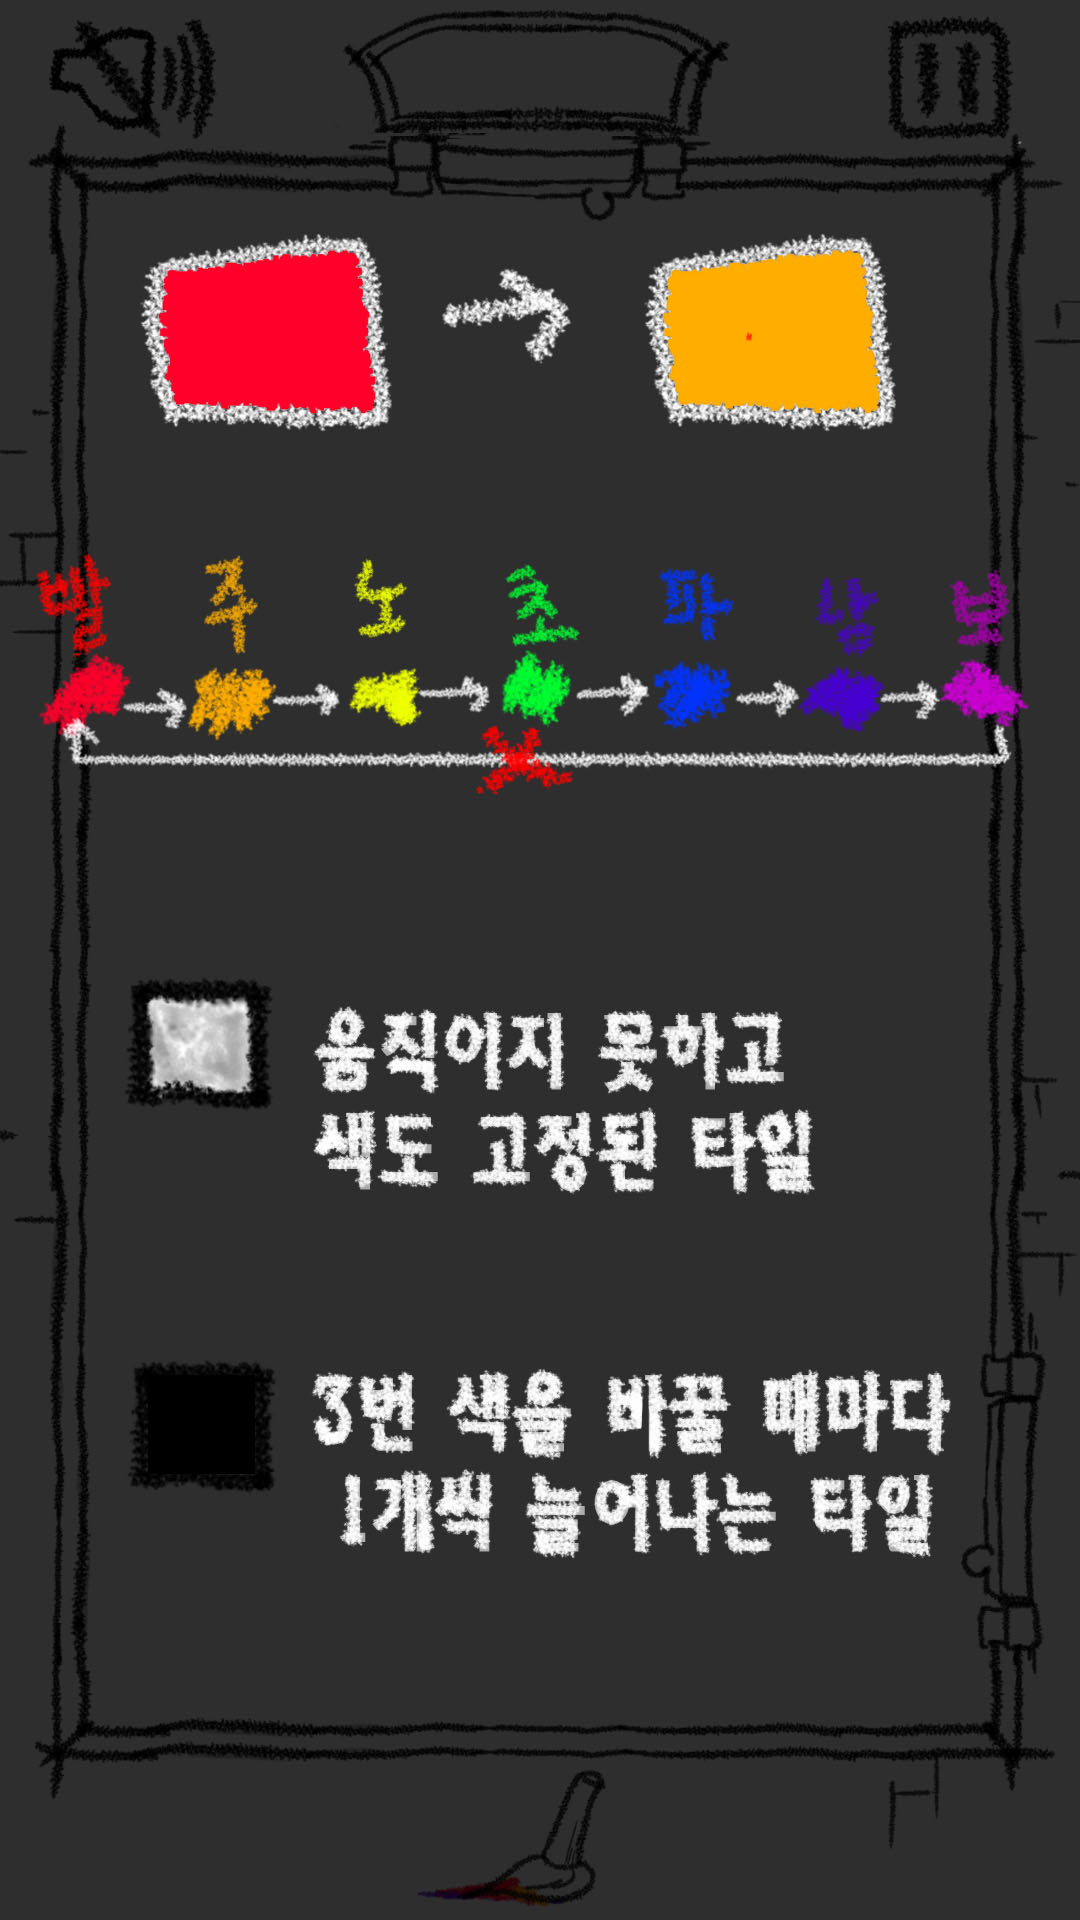 빨 주 노 초 파 남 보
움직이지 못하고
색도 고정된 타일
3번 색을 바꿀 때마다
1개씩 늘어나는 타일